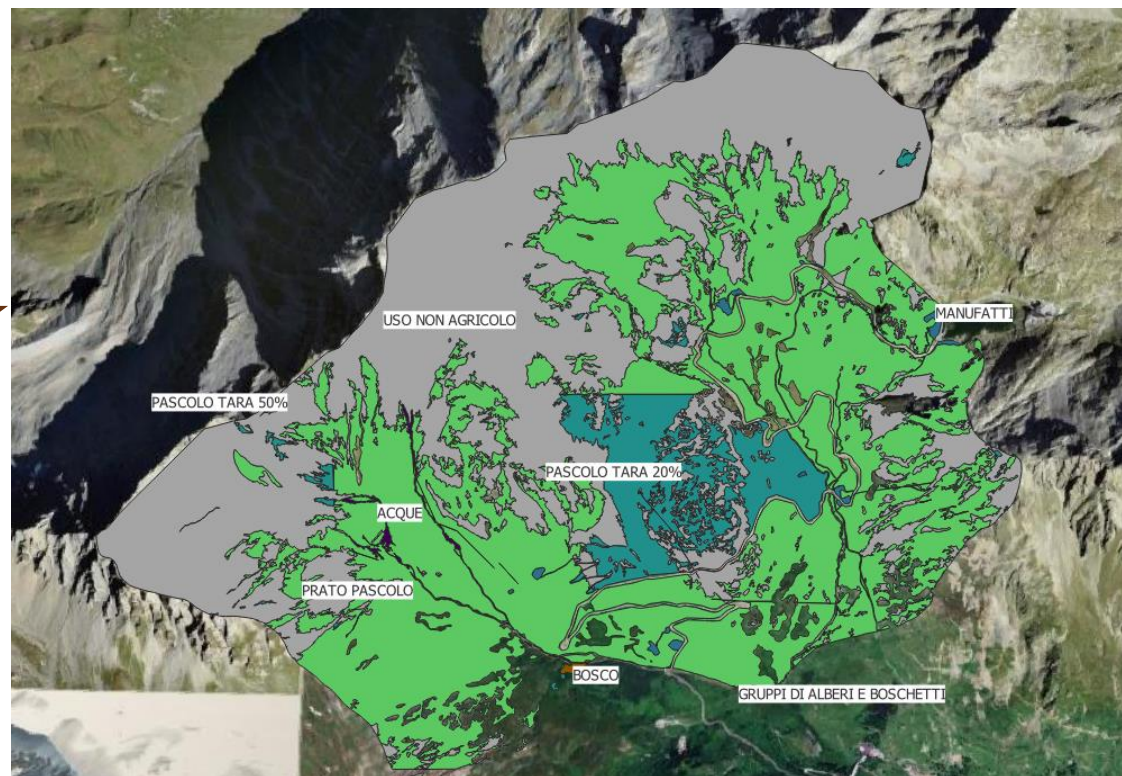 MANUFATTI
USO NON AGRICOLO
PASCOLO TARA 50%
PASCOLO TARA 20%
ACQUE
PRATO PASCOLO
BOSCO
GRUPPI DI ALBERI E BOSCHETTI